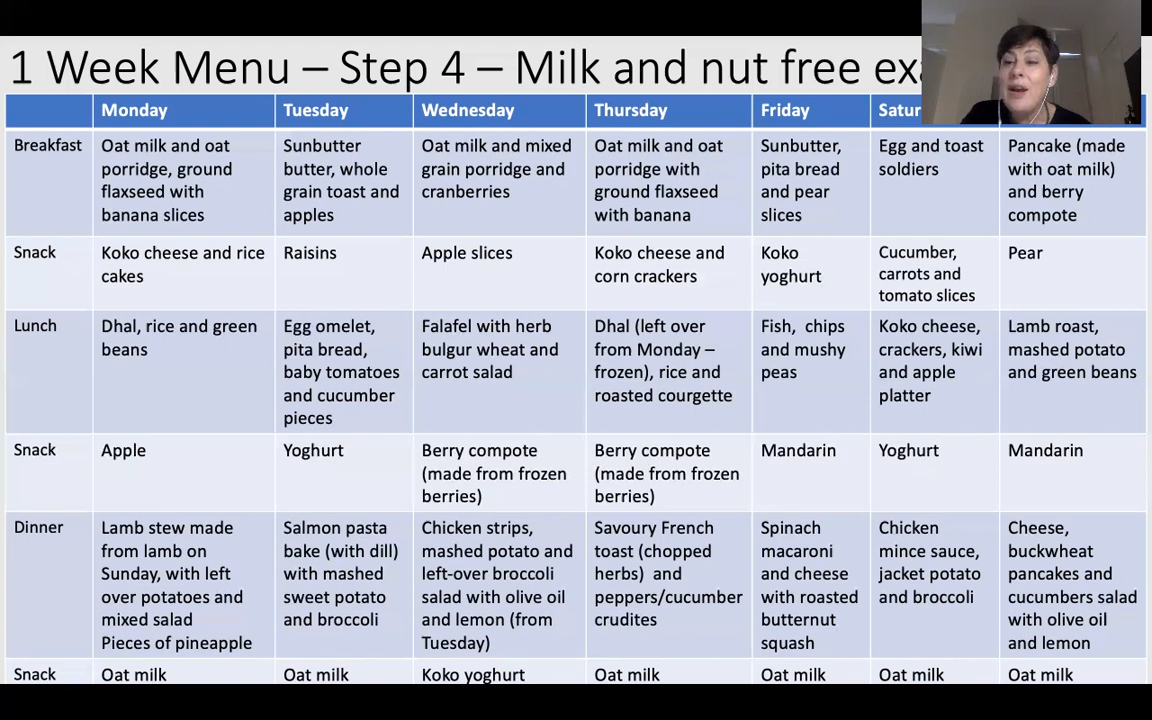 1 Week Menu – Step 4 – Milk and nut free
Monday
Tuesday
Wednesday
Thursday
Friday
Breakfast
Oat milk and oat
porridge, ground
flaxseed with
banana slices
Sunbutter
butter, whole
grain toast and
apples
Oat milk and mixed
grain porridge and
cranberries
Oat milk and oat
porridge with
ground flaxseed
with banana
Sunbutter,
pita bread
and pear
slices
Egg and toast
soldiers
Pancake (made
with oat milk)
and berry
compote
Snack
Koko cheese and rice
cakes
Raisins
Apple slices
Koko cheese and
corn crackers
Koko
yoghurt
Cucumber,
carrots and
tomato slices
Pear
Lunch
Dhal, rice and green
beans
Egg omelet,
pita bread,
baby tomatoes
and cucumber
pieces
Falafel with herb
bulgur wheat and
carrot salad
Dhal (left over
from Monday –
frozen), rice and
roasted courgette
Fish, chips
and mushy
peas
Koko cheese,
crackers, kiwi
and apple
platter
Lamb roast,
mashed potato
and green beans
Snack
Apple
Yoghurt
Berry compote
(made from frozen
berries)
Berry compote
(made from frozen
berries)
Mandarin
Yoghurt
Mandarin
Dinner
Lamb stew made
from lamb on
Sunday, with left
over potatoes and
mixed salad
Pieces of pineapple
Salmon pasta
bake (with dill)
with mashed
sweet potato
and broccoli
Chicken strips,
mashed potato and
left-over broccoli
salad with olive oil
and lemon (from
Tuesday)
Savoury French
toast (chopped
herbs) and
peppers/cucumber
crudites
Spinach
macaroni
and cheese
with roasted
butternut
squash
Chicken
mince sauce,
jacket potato
and broccoli
Cheese,
buckwheat
pancakes and
cucumbers salad
with olive oil
and lemon
Snack
Oat milk
Oat milk
Koko yoghurt
Oat milk
Oat milk
Oat milk
Oat milk